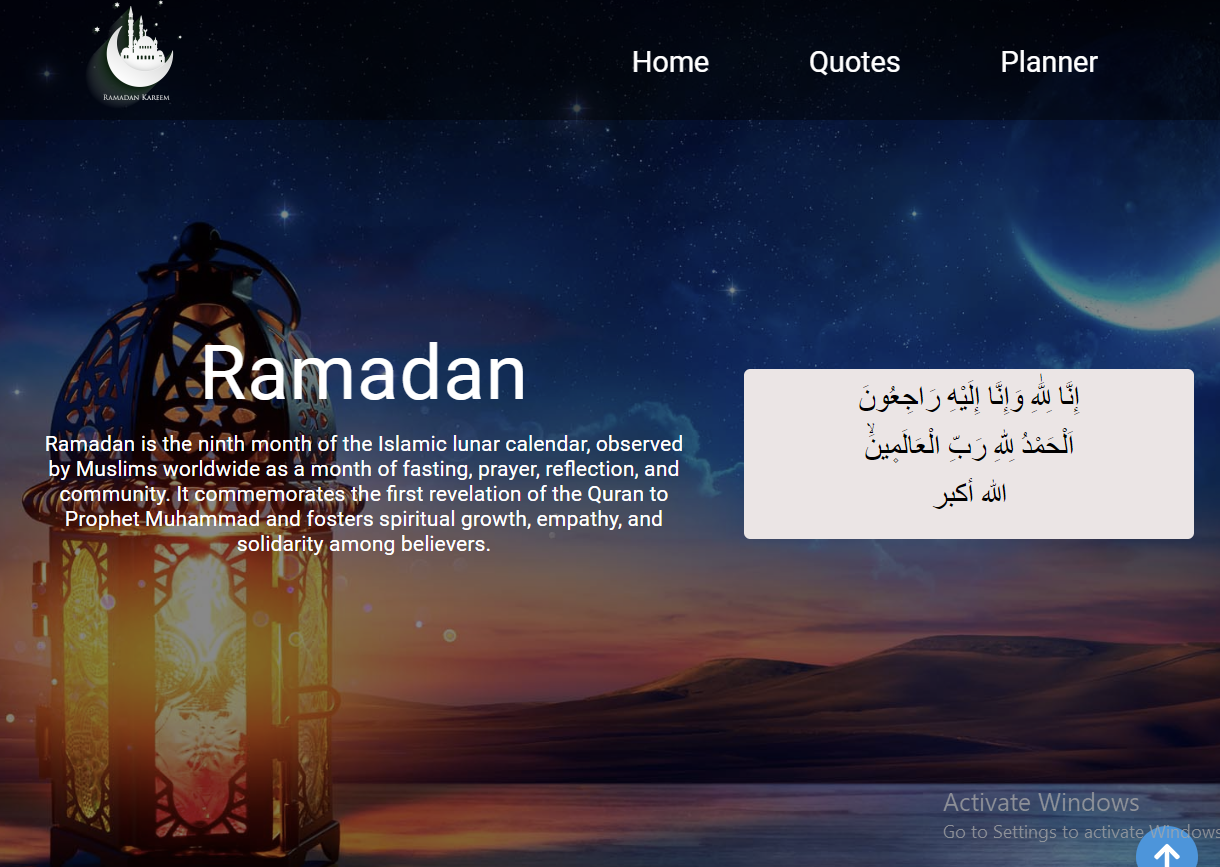 RAMADAN KAREEM
Home
Quotes
Planner
Ramadan
Ramadan is the ninth month of the Islamic lunar calendar, observed
by Muslims worldwide as a month of fasting, prayer, reflection, and
community. It commemorates the first revelation of the Quran to
Prophet Muhammad and fosters spiritual growth, empathy, and
solidarity among believers.
إِنَّا لِلّٰهِ وَإِنَّا إِلَيْهِ رَاجِعُونَ
اَلْحَمْدُ لِلّٰهِ رَبِّ الْعَالَمِيْنَۙ
الله أكبر
Activate Windows
Go to Settings to activate Windows